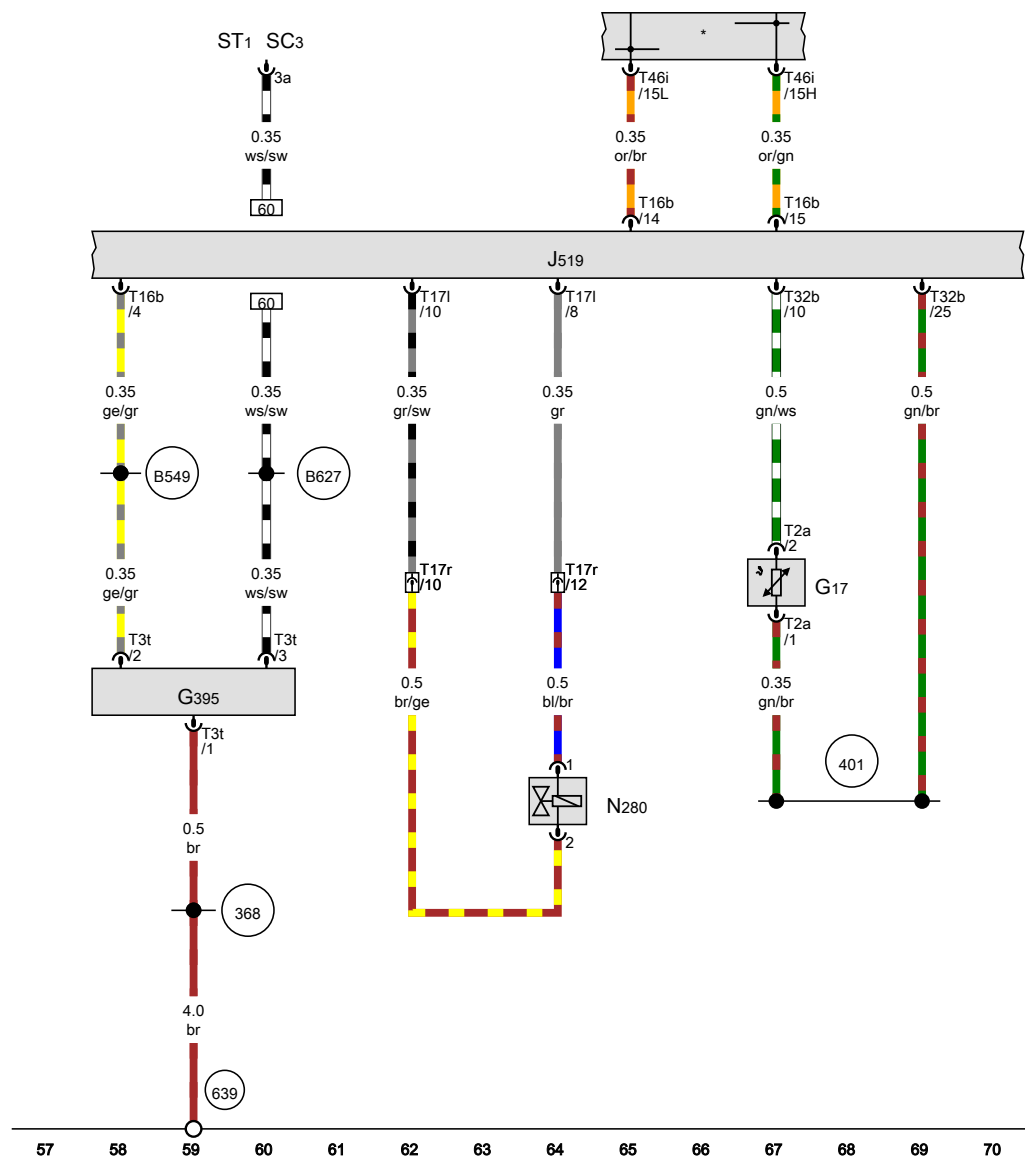 ST1 SC3
*
3a
T46i
/15L
T46i
/15H
0.35
ws/sw
0.35
or/br
0.35
or/gn
60
T16b
/14
T16b
/15
J519
T16b
/4
60
T17l
/10
T17l
/8
T32b
/10
T32b
/25
0.35
ge/gr
0.35
ws/sw
0.35
gr/sw
0.35
gr
0.5
gn/ws
0.5
gn/br
B549
B627
T2a
/2
0.35
ge/gr
0.35
ws/sw
T17r
/10
T17r
/12
G17
T2a
/1
T3t
/2
T3t
/3
G395
0.5
br/ge
0.5
bl/br
0.35
gn/br
T3t
/1
1
401
N280
2
0.5
br
368
4.0
br
639
57 58 59 60 61 62 63 64 65 66 67 68 69 70